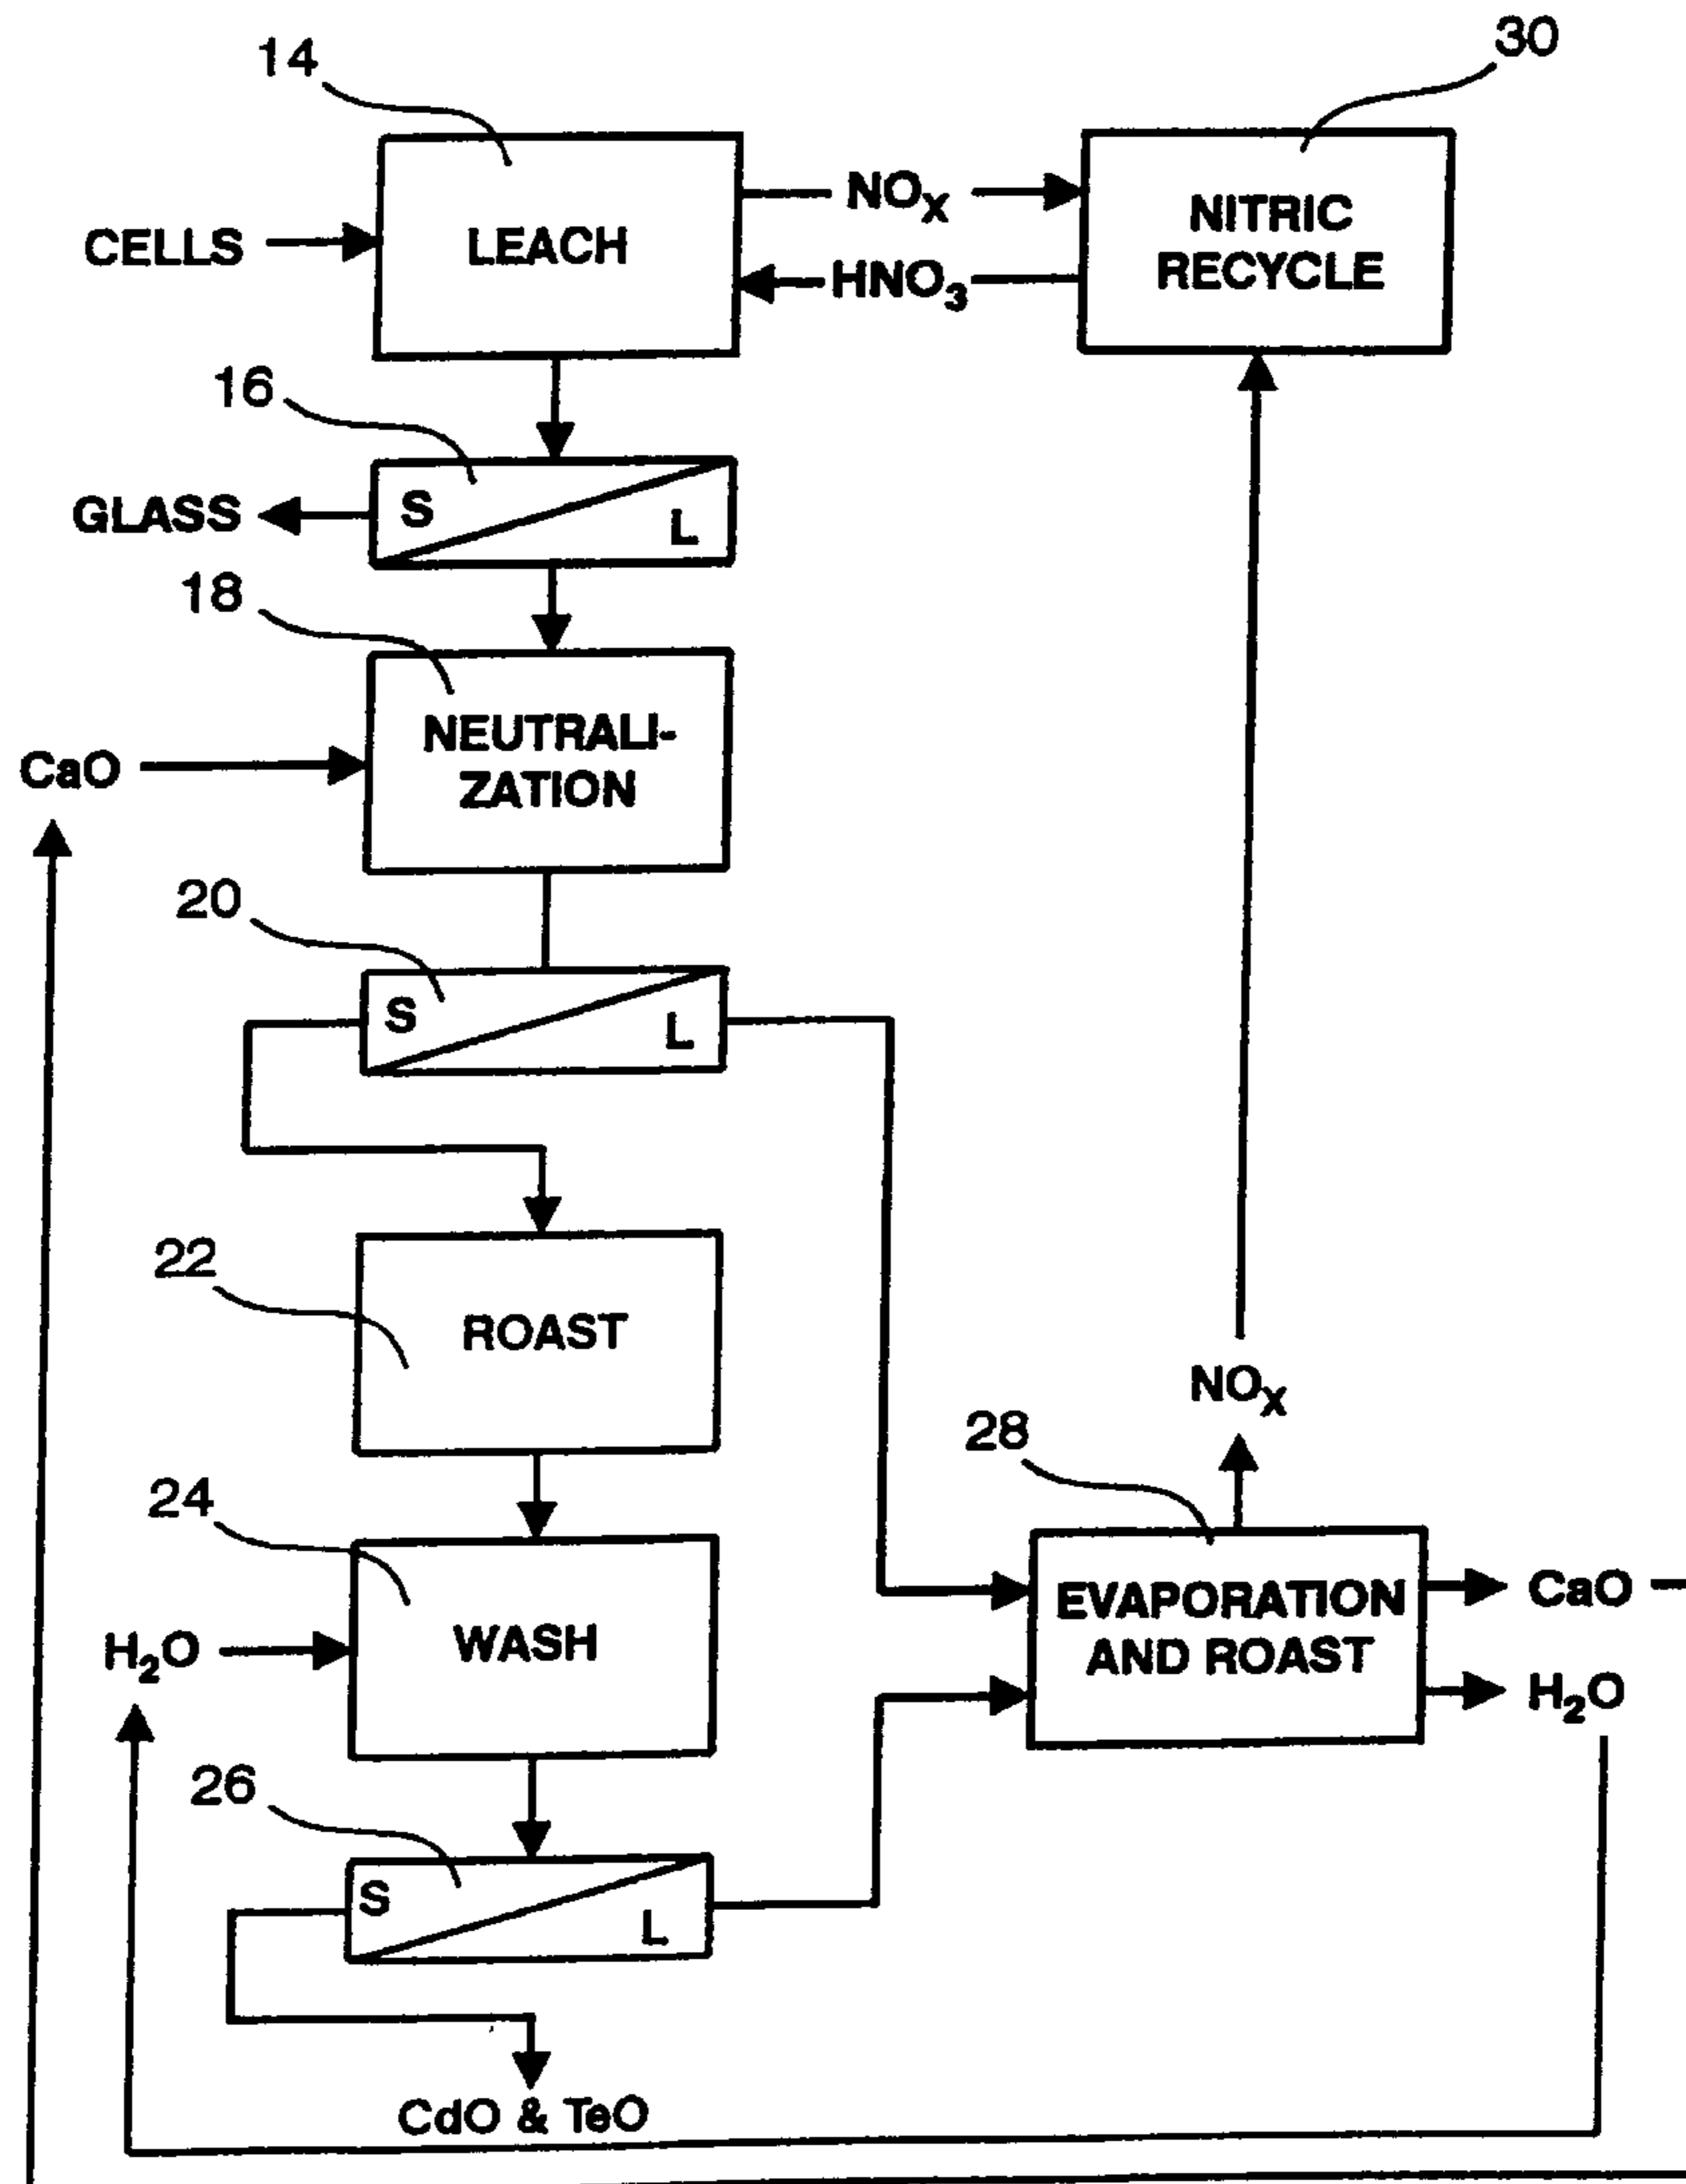 14
30
LEACH
NOX
NITRIC
RECYCLE
CELLS
HNO3
16
GLASS
S
L
18
NEUTRALI-
ZATION
CaO
20
S
L
22
ROAST
NOX
28
24
EVAPORATION
AND ROAST
CaO
H2O
WASH
H2O
26
S
L
CdO & TeO